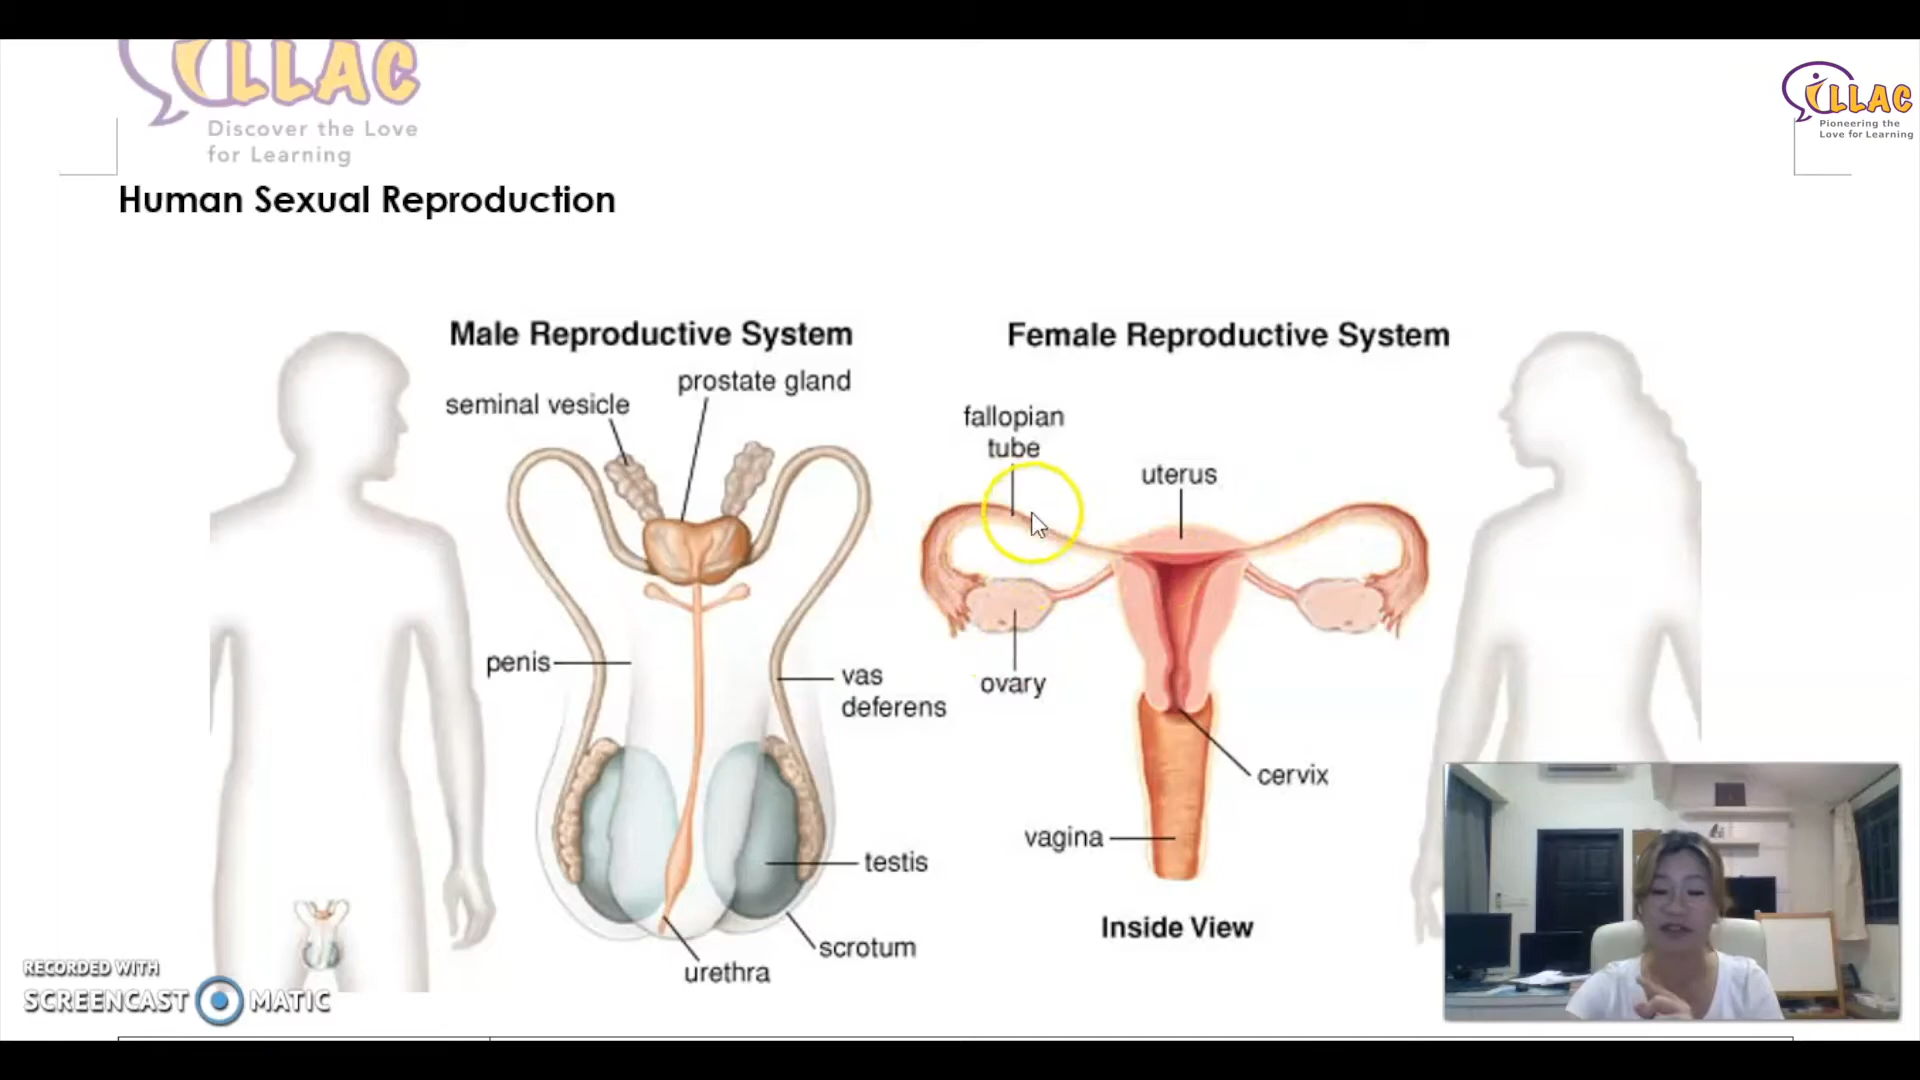 iLLAC
Discover the Love
for Learning
iLLAC
Pioneering the
Love for Learning
Human Sexual Reproduction
Male Reproductive System
prostate gland
seminal vesicle
penis
vas
deferens
testis
scrotum
urethra
Female Reproductive System
fallopian
tube
uterus
ovary
cervix
vagina
Inside View
RECORDED WITH
SCREENCAST MATIC